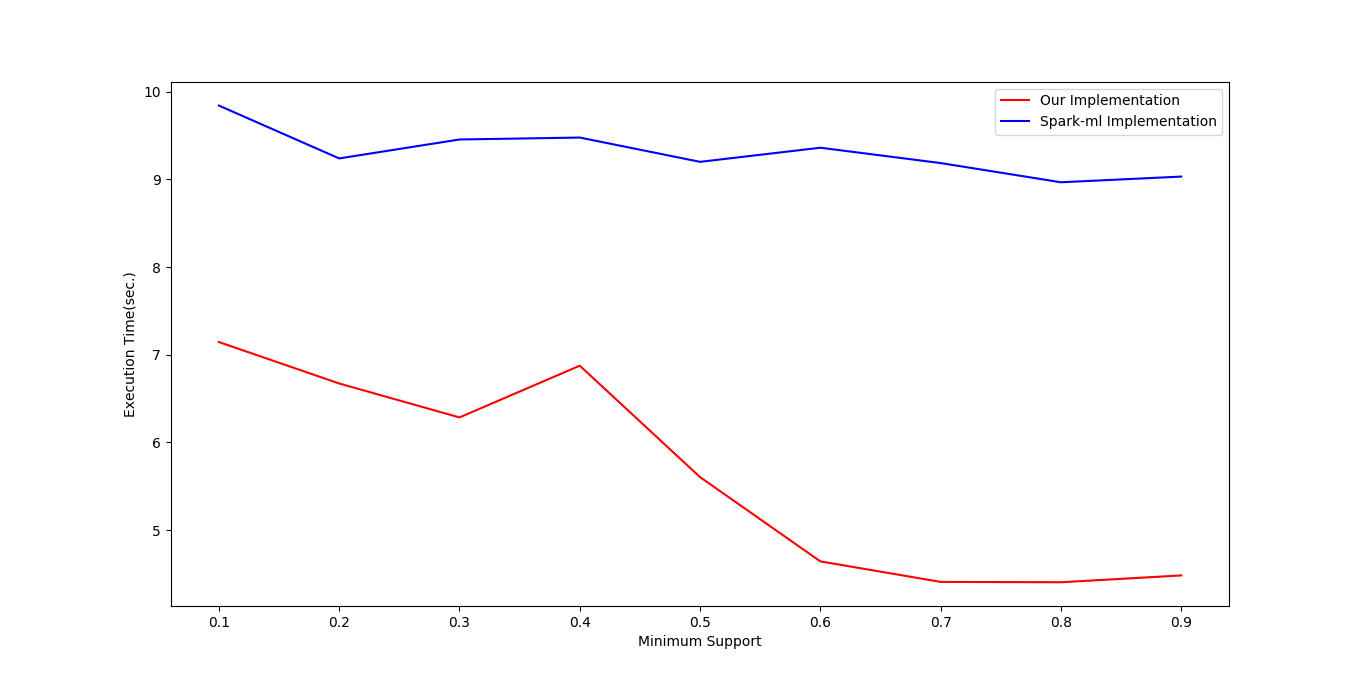 Our Implementation
Spark-ml Implementation
10
9
8
7
6
5
Execution Time(sec.)
0.1 0.2 0.3 0.4 0.5 0.6 0.7 0.8 0.9
Minimum Support